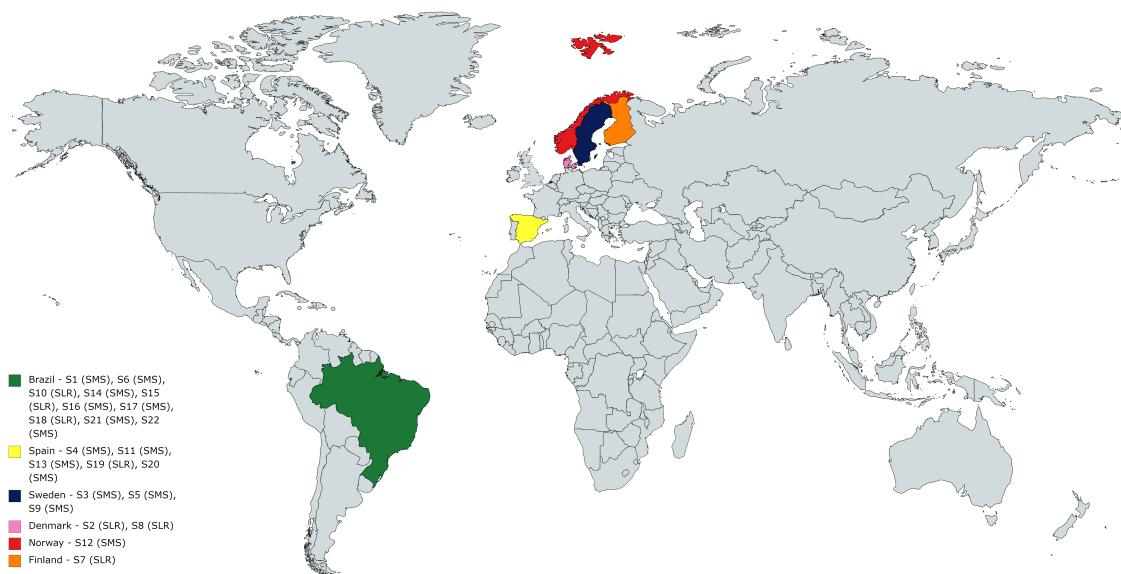 Brazil - S1 (SMS), S6 (SMS),
S10 (SLR), S14 (SMS), S15
(SLR), S16 (SMS), S17 (SMS),
S18 (SLR), S21 (SMS), S22
(SMS)
Spain - S4 (SMS), S11 (SMS),
S13 (SMS), S19 (SLR), S20
(SMS)
Sweden - S3 (SMS), S5 (SMS),
S9 (SMS)
Denmark - S2 (SLR), S8 (SLR)
Norway - S12 (SMS)
Finland - S7 (SLR)